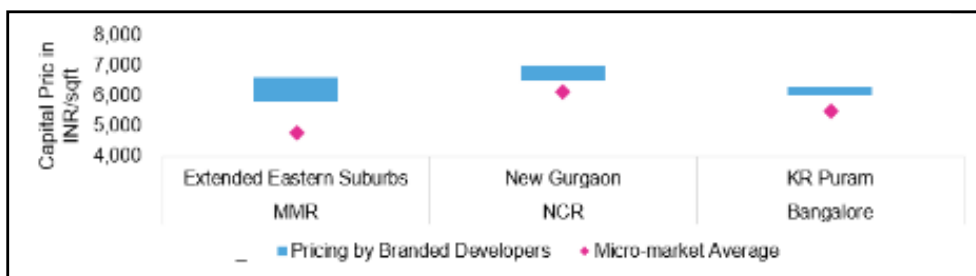 Capital Pric in
INR/sqft
8,000
7,000
6,000
5,000
4,000
Extended Eastern Suburbs
New Gurgaon
KR Puram
MMR
NCR
Bangalore
_ Pricing by Branded Developers
Micro-market Average